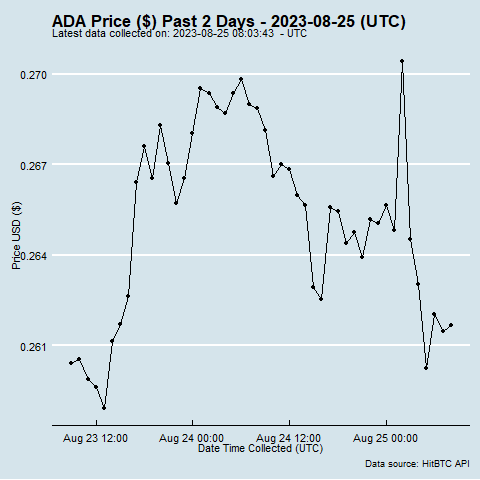 ADA Price ($) Past 2 Days - 2023-08-25 (UTC)
Latest data collected on: 2023-08-25 08:03:43  - UTC
0.270
0.267
0.264
0.261
Price USD ($)
Aug 23 12:00 Aug 24 00:00 Aug 24 12:00 Aug 25 00:00
Date Time Collected (UTC)
Data source: HitBTC API